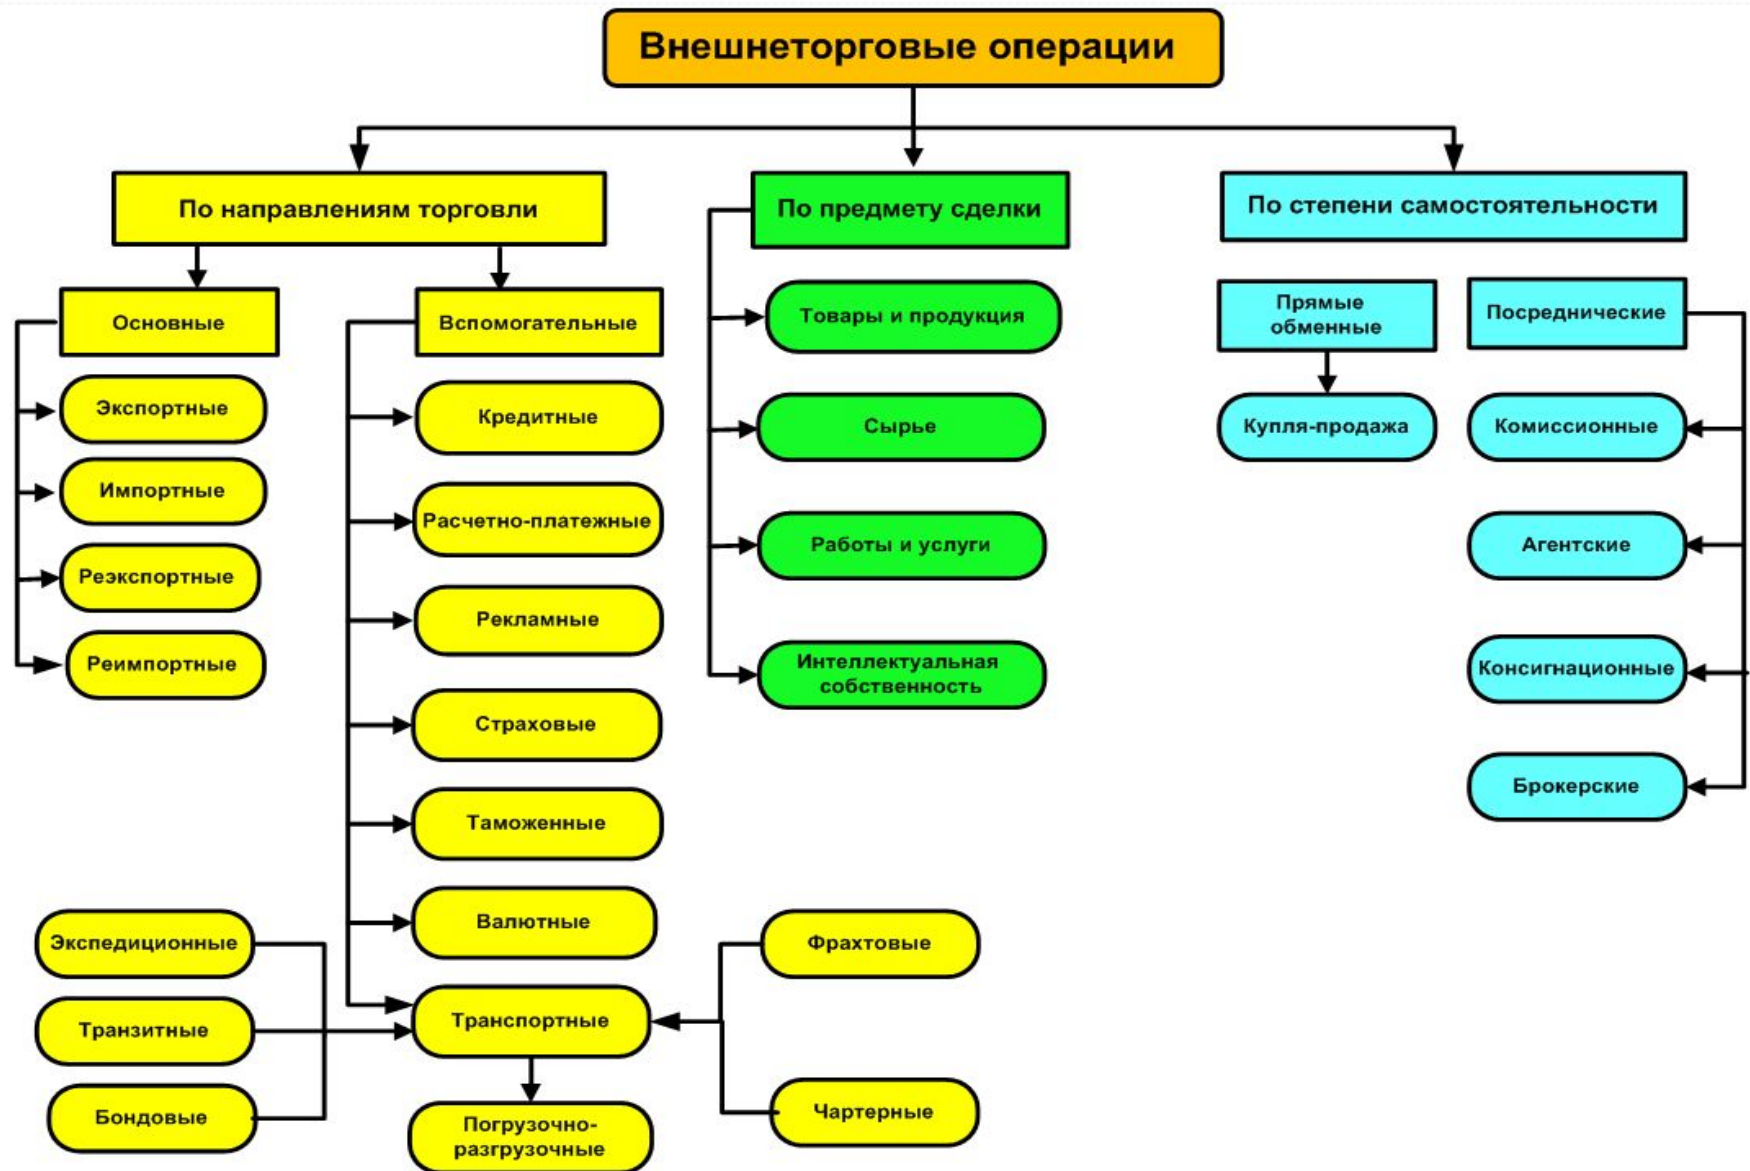 Внешнеторговые операции
По направлениям торговли
Основные
Экспортные
Импортные
Реэкспортные
Реимпортные
Вспомогательные
Кредитные
Расчетно-платежные
Рекламные
Страховые
Таможенные
Валютные
Транспортные
Экспедиционные
Транзитные
Бондовые
Погрузочно-
разгрузочные
Фрахтовые
Чартерные
По предмету сделки
Товары и продукция
Сырье
Работы и услуги
Интеллектуальная
собственность
По степени самостоятельности
Прямые
обменные
Купля-продажа
Посреднические
Комиссионные
Агентские
Консигнационные
Брокерские